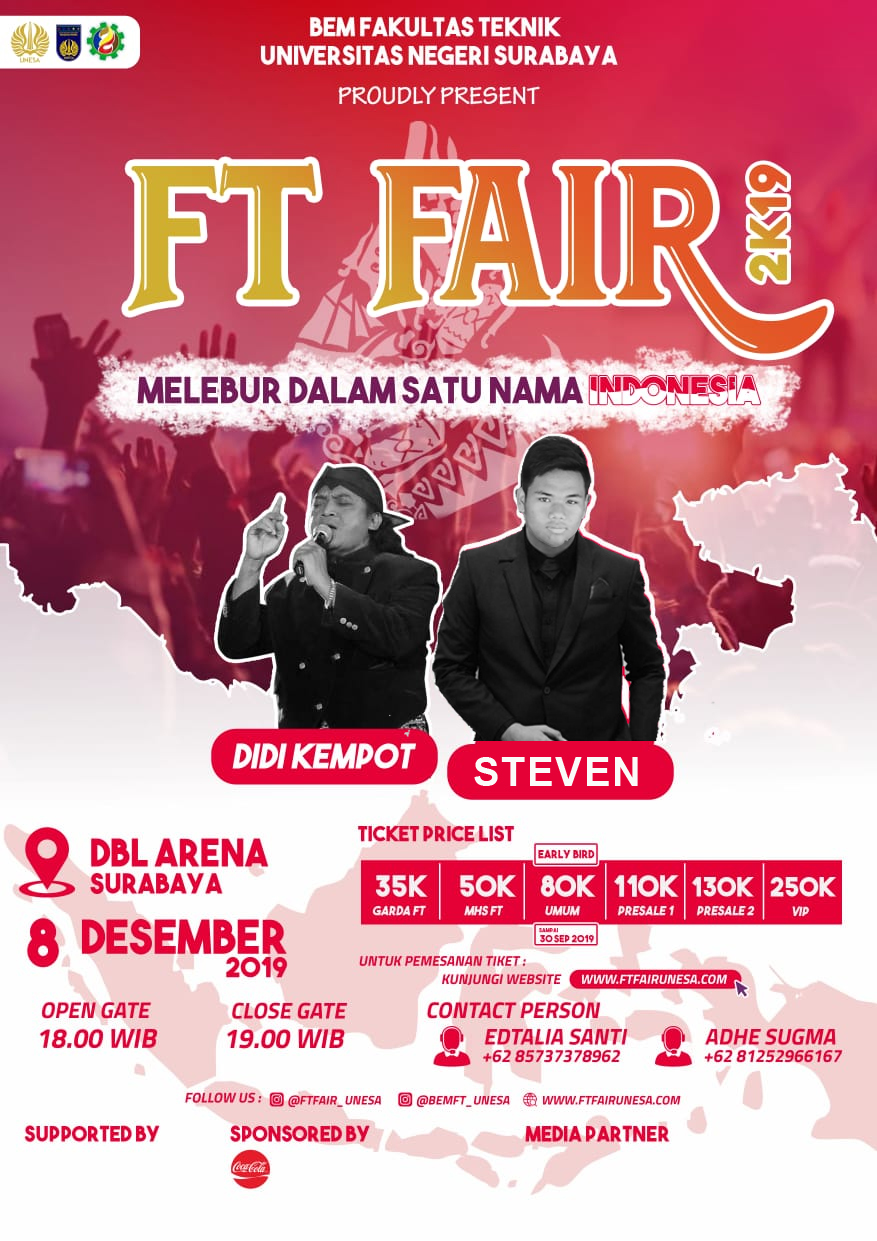 UNESA
BEM FAKULTAS TEKNIK
UNIVERSITAS NEGERI SURABAYA
PROUDLY PRESENT
FT FAIR 2K19
MELEBUR DALAM SATU NAMA INDONESIA
DIDI KEMPOT
STEVEN
DBL ARENA
SURABAYA
8 DESEMBER
2019
OPEN GATE
18.00 WIB
CLOSE GATE
19.00 WIB
TICKET PRICE LIST
EARLY BIRD
35K 50K 80K 110K 130K 250K
GARDA FT MHS FT UMUM PRESALE 1 PRESALE 2 VIP
SAMPAI
30 SEP 2019
UNTUK PEMESANAN TIKET :
KUNJUNGI WEBSITE WWW.FTFAIRUNESA.COM
CONTACT PERSON
EDTALIA SANTI
+62 85737378962
ADHE SUGMA
+62 81252966167
FOLLOW US : @FTFAIR_UNESA @BEMFT_UNESA WWW.FTFAIRUNESA.COM
SUPPORTED BY
SPONSORED BY
MEDIA PARTNER
Coca-Cola